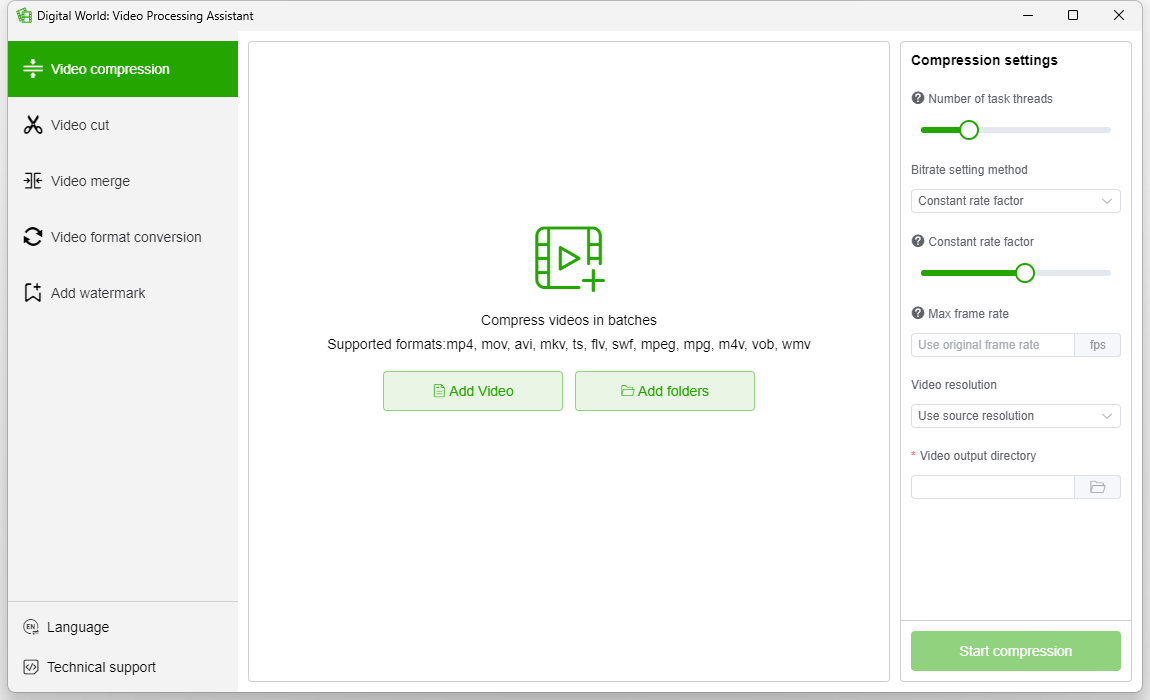 Digital World: Video Processing Assistant
Video compression
Video cut
Video merge
Video format conversion
Add watermark
EN
Language
Technical support
Compress videos in batches
Supported formats:mp4, mov, avi, mkv, ts, flv, swf, mpeg, mpg, m4v, vob, wmv
Add Video
Add folders
Compression settings
? Number of task threads
Bitrate setting method
Constant rate factor
? Constant rate factor
? Max frame rate
Use original frame rate fps
Video resolution
Use source resolution
* Video output directory
Start compression